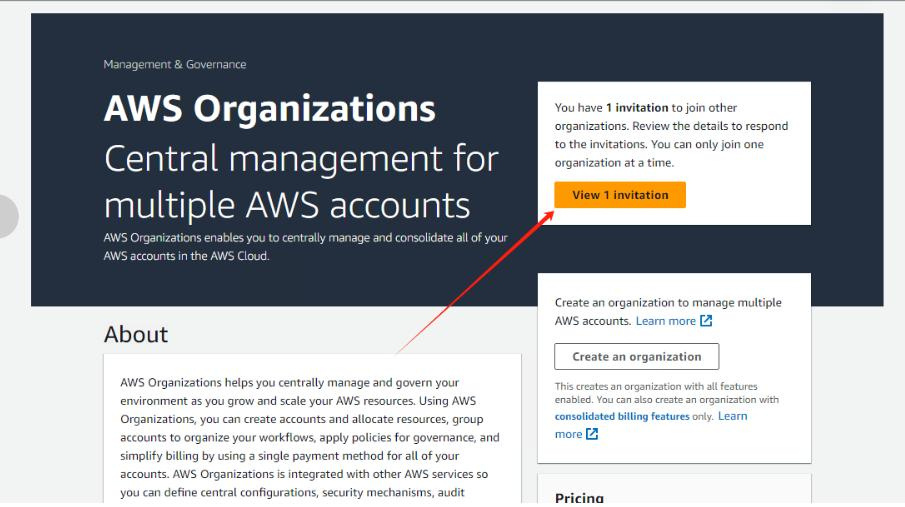 Management & Governance
AWS Organizations
Central management for
multiple AWS accounts
AWS Organizations enables you to centrally manage and consolidate all of your
AWS accounts in the AWS Cloud.
You have 1 invitation to join other
organizations. Review the details to respond
to the invitations. You can only join one
organization at a time.
View 1 invitation
Create an organization to manage multiple
AWS accounts. Learn more
Create an organization
This creates an organization with all features
enabled. You can also create an organization with
consolidated billing features only. Learn
more
About
AWS Organizations helps you centrally manage and govern your
environment as you grow and scale your AWS resources. Using AWS
Organizations, you can create accounts and allocate resources, group
accounts to organize your workflows, apply policies for governance, and
simplify billing by using a single payment method for all of your
accounts. AWS Organizations is integrated with other AWS services so
you can define central configurations, security mechanisms, audit
Pricing